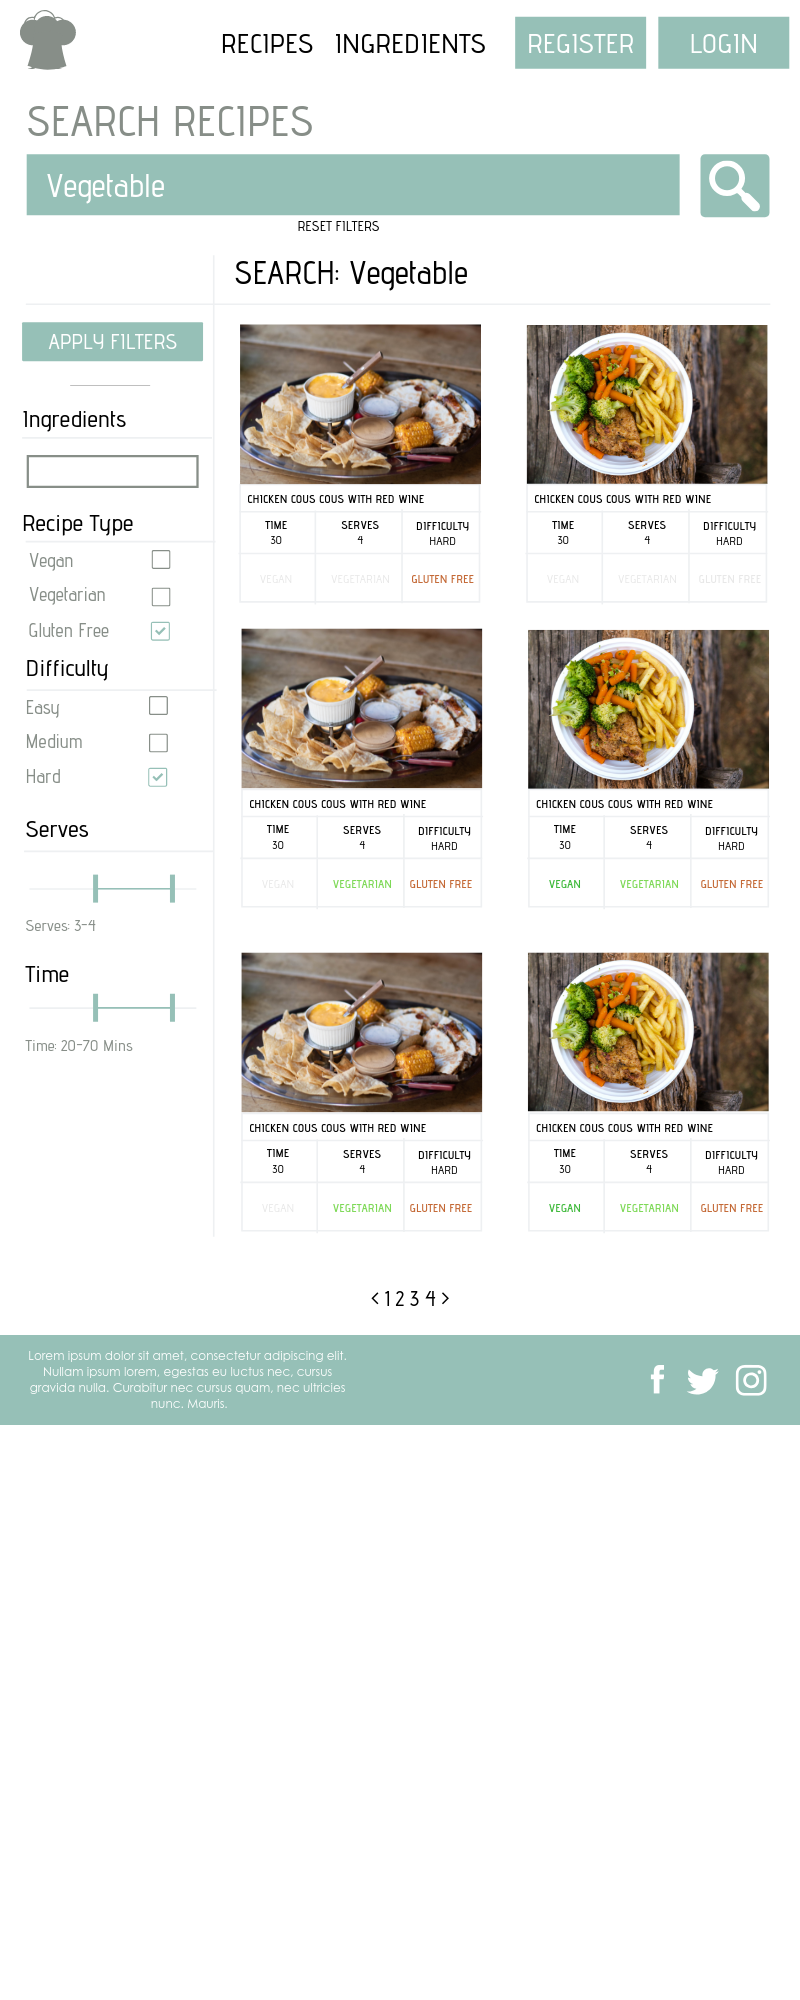 RECIPES INGREDIENTS REGISTER LOGIN
SEARCH RECIPES
Vegetable
RESET FILTERS
SEARCH: Vegetable
APPLY FILTERS
Ingredients
Recipe Type
Vegan
Vegetarian
Gluten Free
Difficulty
Easy
Medium
Hard
Serves
Serves: 3-4
Time
Time: 20-70 Mins
CHICKEN COUS COUS WITH RED WINE
TIME SERVES DIFFICULTY
30 4 HARD
VEGAN VEGETARIAN GLUTEN FREE
CHICKEN COUS COUS WITH RED WINE
TIME SERVES DIFFICULTY
30 4 HARD
VEGAN VEGETARIAN GLUTEN FREE
CHICKEN COUS COUS WITH RED WINE
TIME SERVES DIFFICULTY
30 4 HARD
VEGAN VEGETARIAN GLUTEN FREE
CHICKEN COUS COUS WITH RED WINE
TIME SERVES DIFFICULTY
30 4 HARD
VEGAN VEGETARIAN GLUTEN FREE
CHICKEN COUS COUS WITH RED WINE
TIME SERVES DIFFICULTY
30 4 HARD
VEGAN VEGETARIAN GLUTEN FREE
CHICKEN COUS COUS WITH RED WINE
TIME SERVES DIFFICULTY
30 4 HARD
VEGAN VEGETARIAN GLUTEN FREE
< 1 2 3 4 >
Lorem ipsum dolor sit amet, consectetur adipiscing elit.
Nullam ipsum lorem, egestas eu luctus nec, cursus
gravida nulla. Curabitur nec cursus quam, nec ultricies
nunc. Mauris.